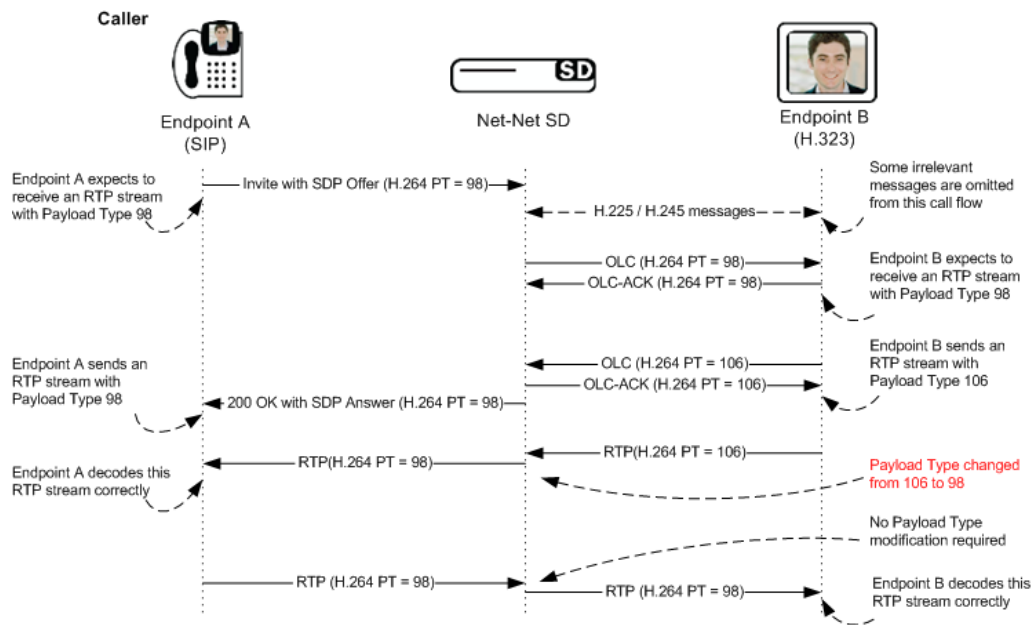 Caller
SD
Endpoint A
(SIP)
Net-Net SD
Endpoint B
(H.323)
Endpoint A expects to
receive an RTP stream
with Payload Type 98
Invite with SDP Offer (H.264 PT = 98)
Some irrelevant
messages are omitted
from this call flow
H.225 / H.245 messages
OLC (H.264 PT = 98)
OLC-ACK (H.264 PT = 98)
Endpoint B expects to
receive an RTP stream
with Payload Type 98
Endpoint A sends an
RTP stream with
Payload Type 98
OLC (H.264 PT = 106)
OLC-ACK (H.264 PT = 106)
200 OK with SDP Answer (H.264 PT = 98)
Endpoint B sends an
RTP stream with
Payload Type 106
RTP(H.264 PT = 106)
RTP(H.264 PT = 98)
Endpoint A decodes this
RTP stream correctly
Payload Type changed
from 106 to 98
No Payload Type
modification required
RTP (H.264 PT = 98)
RTP (H.264 PT = 98)
Endpoint B decodes this
RTP stream correctly